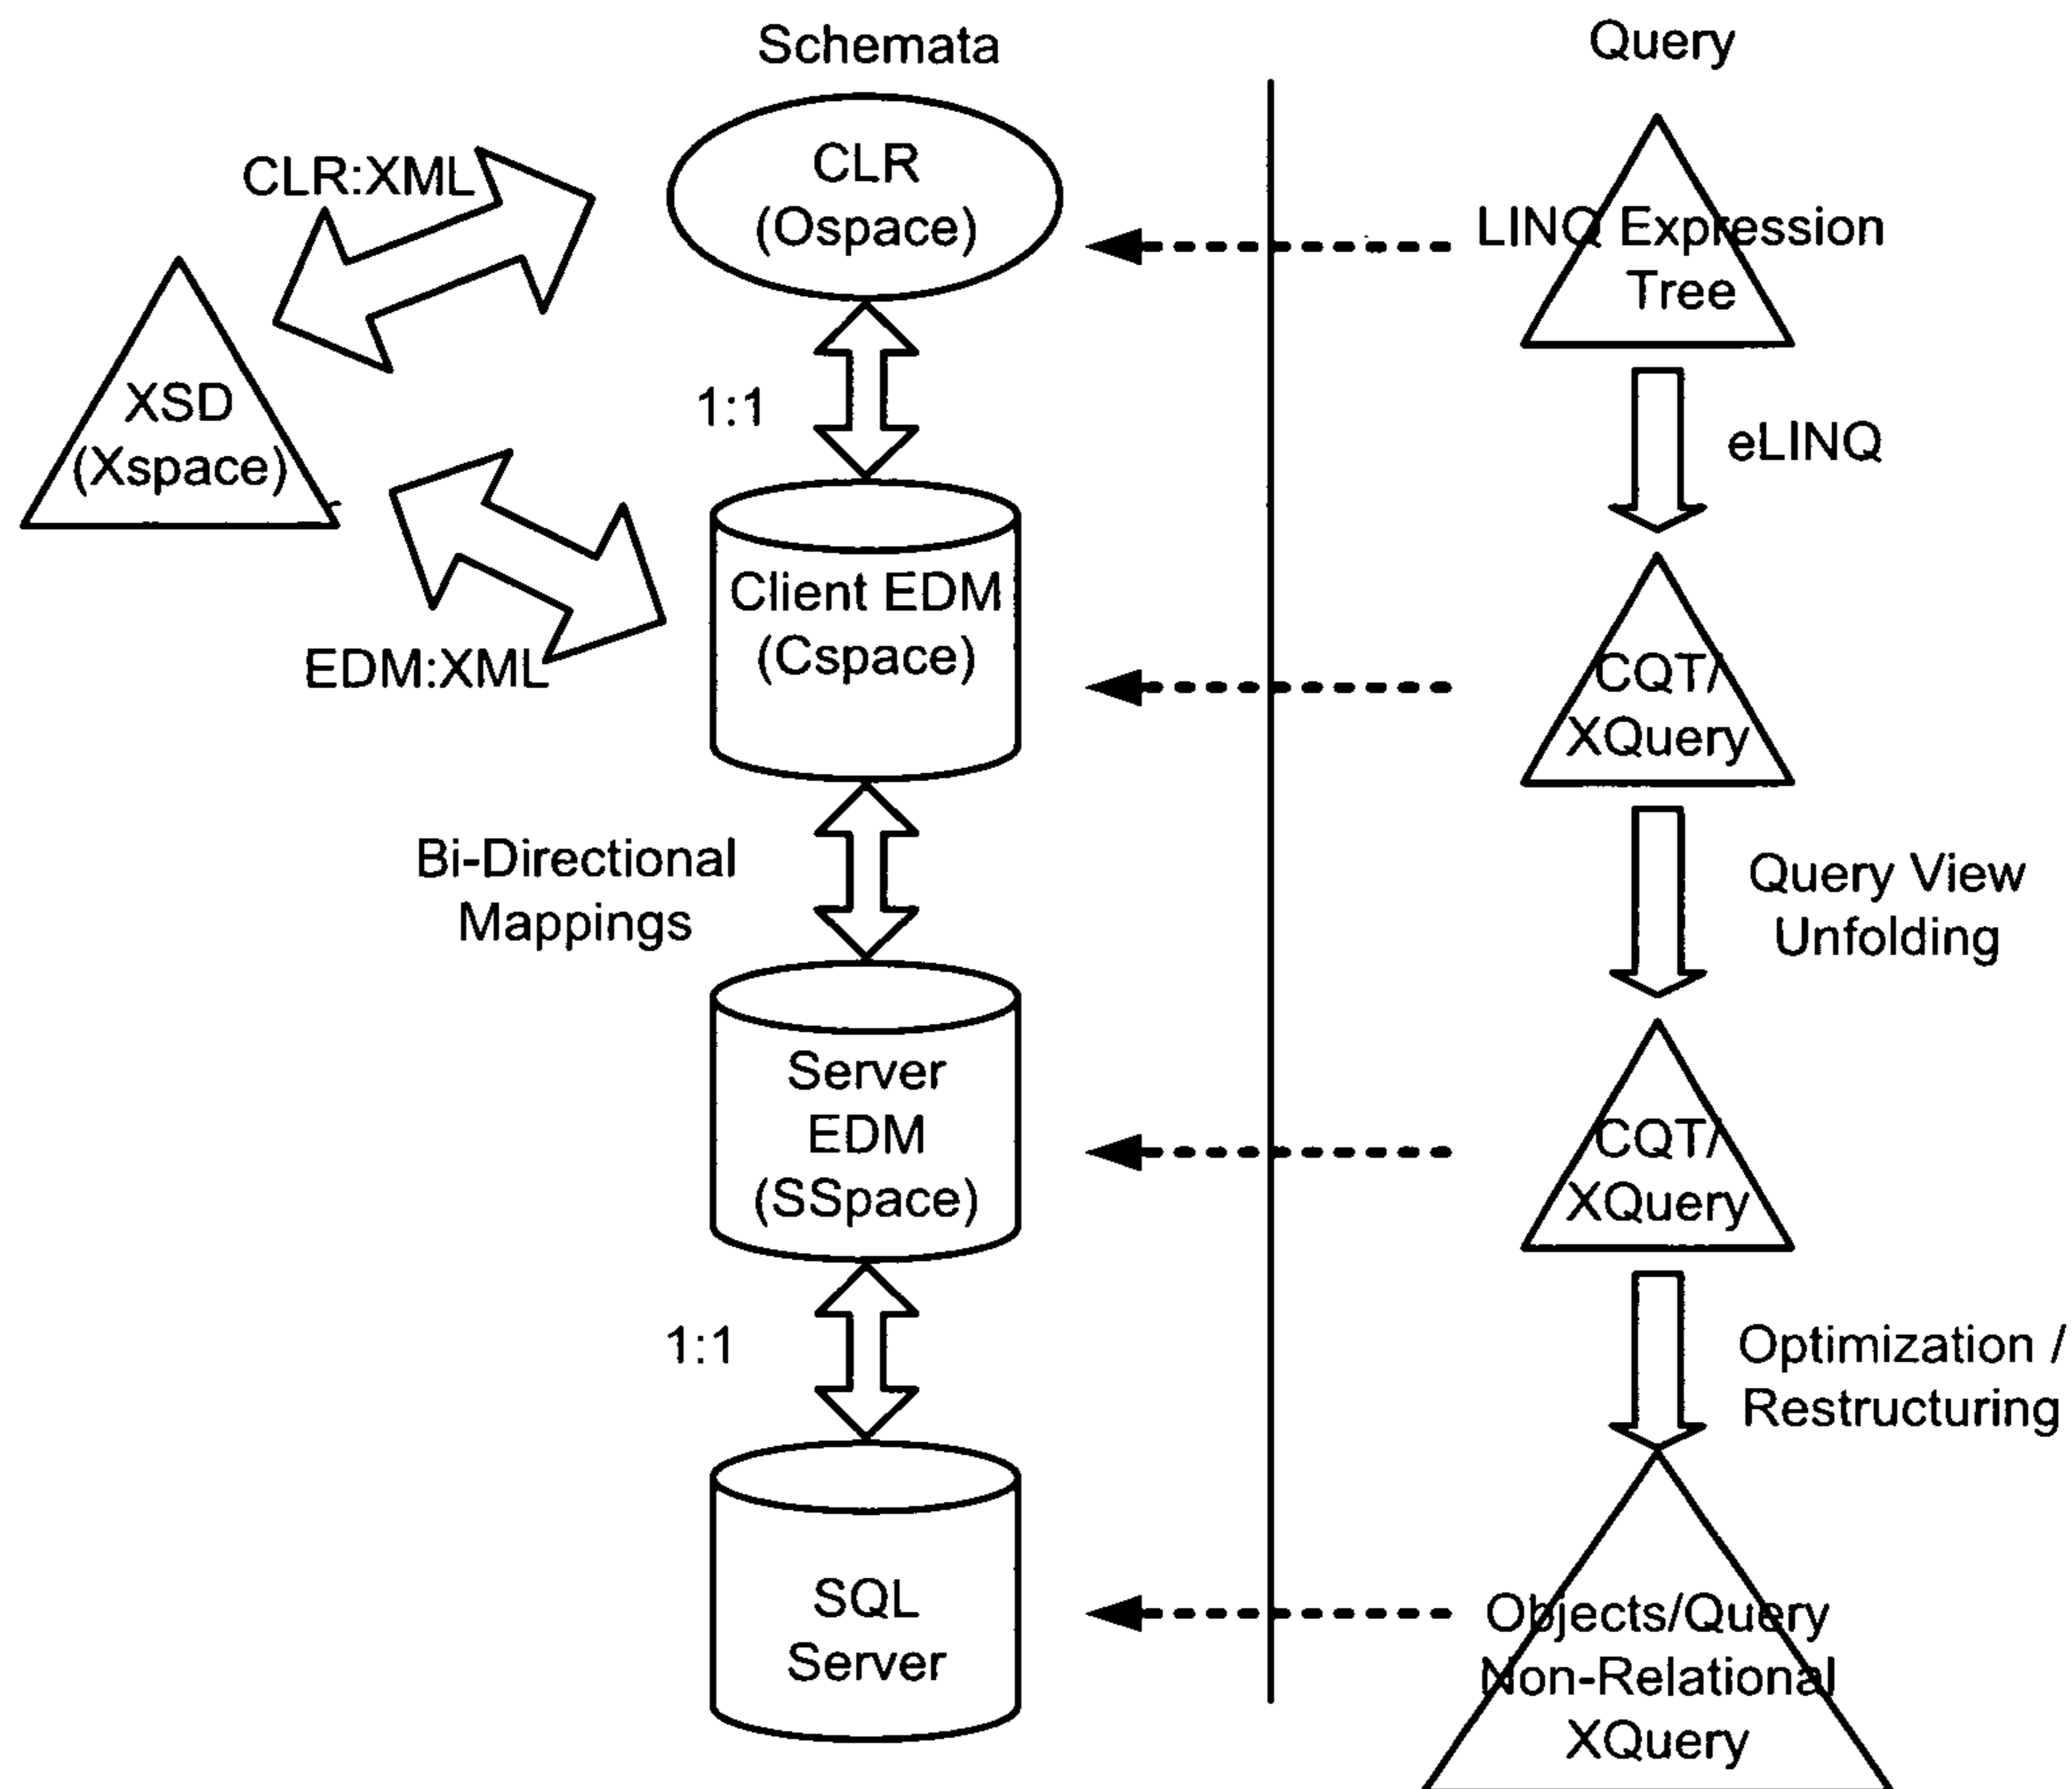 Schemata
Query
CLR:XML
CLR
(Ospace)
LINQ Expression
Tree
XSD
(Xspace)
1:1
eLINQ
Client EDM
(Cspace)
EDM:XML
CQT/
XQuery
Bi-Directional
Mappings
Query View
Unfolding
Server
EDM
(SSpace)
CQT/
XQuery
1:1
Optimization /
Restructuring
SQL
Server
Objects/Query
Non-Relational
XQuery